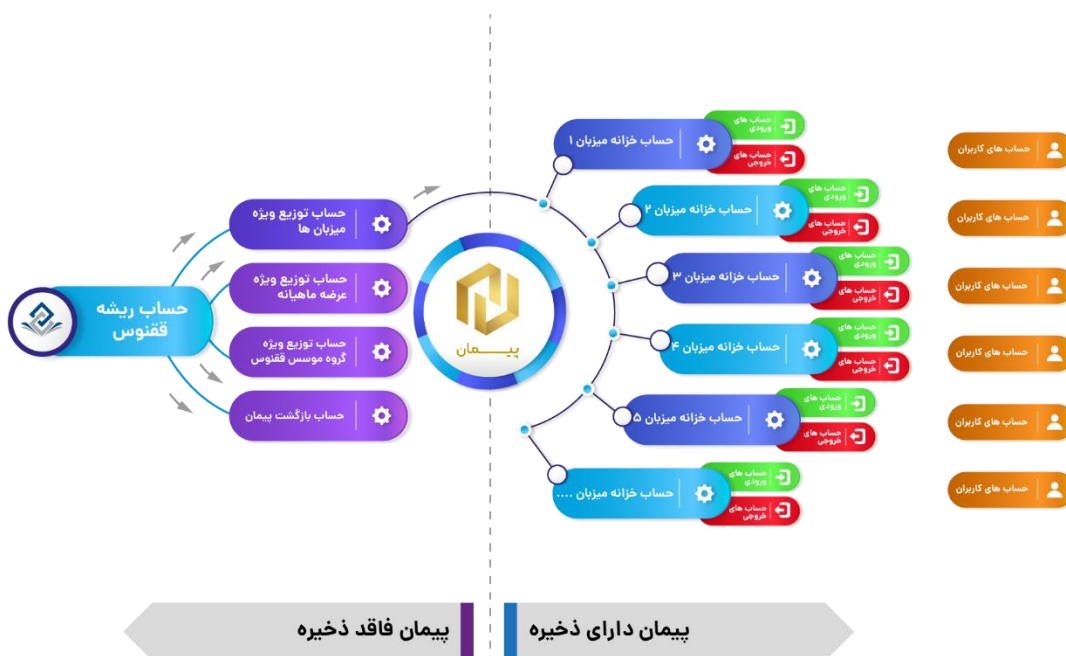 حساب ریشه
ققنوس
حساب توزیع ویژه
میزبان ها
حساب توزیع ویژه
عرضه ماهیانه
حساب توزیع ویژه
گروه موسس ققنوس
حساب بازگشت پیمان
پیـــمان
حساب خزانه میزبان ۱
حساب های
ورودی
حساب های
خروجی
حساب خزانه میزبان ۲
حساب های
ورودی
حساب های
خروجی
حساب خزانه میزبان ۳
حساب های
ورودی
حساب های
خروجی
حساب خزانه میزبان ۴
حساب های
ورودی
حساب های
خروجی
حساب خزانه میزبان ۵
حساب های
ورودی
حساب های
خروجی
حساب خزانه میزبان ....
حساب های
ورودی
حساب های
خروجی
حساب های کاربران
حساب های کاربران
حساب های کاربران
حساب های کاربران
حساب های کاربران
حساب های کاربران
پیمان دارای ذخیره
پیمان فاقد ذخیره